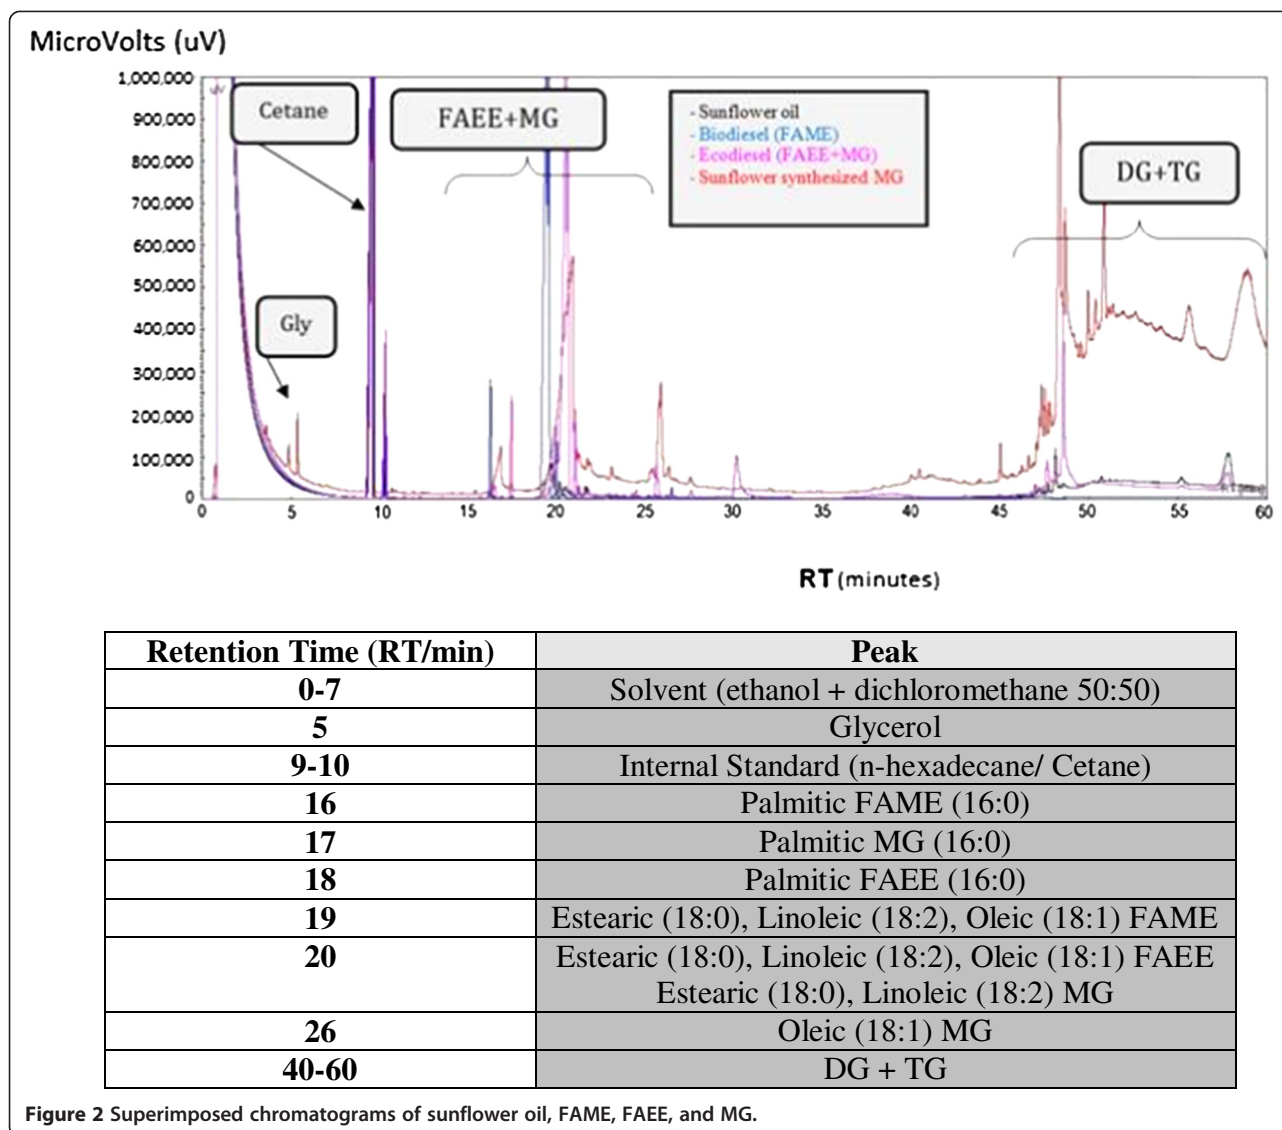 MicroVolts (uV)
1,000,000
900,000
800,000
700,000
600,000
500,000
400,000
300,000
200,000
100,000
0
uV
Cetane
FAEE+MG
- Sunflower oil
- Biodiesel (FAME)
- Ecodiesel (FAEE+MG)
- Sunflower synthesized MG
DG+TG
Gly
0 5 10 15 20 25 30 35 40 45 50 55 60
RT (minutes)
Retention Time (RT/min) Peak
0-7 Solvent (ethanol + dichloromethane 50:50)
5 Glycerol
9-10 Internal Standard (n-hexadecane/ Cetane)
16 Palmitic FAME (16:0)
17 Palmitic MG (16:0)
18 Palmitic FAEE (16:0)
19 Estearic (18:0), Linoleic (18:2), Oleic (18:1) FAME
20 Estearic (18:0), Linoleic (18:2), Oleic (18:1) FAEE
Estearic (18:0), Linoleic (18:2) MG
26 Oleic (18:1) MG
40-60 DG + TG
Figure 2 Superimposed chromatograms of sunflower oil, FAME, FAEE, and MG.